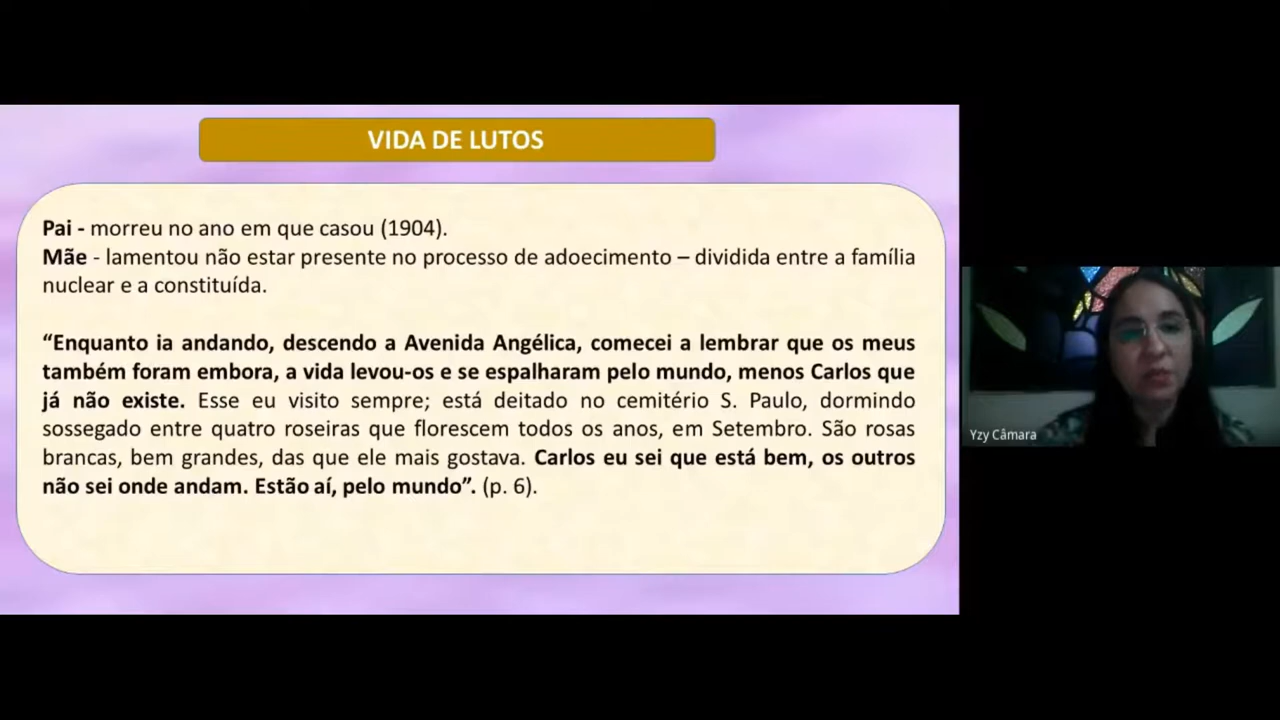 VIDA DE LUTOS
Pai - morreu no ano em que casou (1904).
Mãe - lamentou não estar presente no processo de adoecimento – dividida entre a família
nuclear e a constituída.
“Enquanto ia andando, descendo a Avenida Angélica, comecei a lembrar que os meus
também foram embora, a vida levou-os e se espalharam pelo mundo, menos Carlos que
já não existe. Esse eu visito sempre; está deitado no cemitério S. Paulo, dormindo
sossegado entre quatro roseiras que florescem todos os anos, em Setembro. São rosas
brancas, bem grandes, das que ele mais gostava. Carlos eu sei que está bem, os outros
não sei onde andam. Estão aí, pelo mundo”. (p. 6).
Yzy Câmara